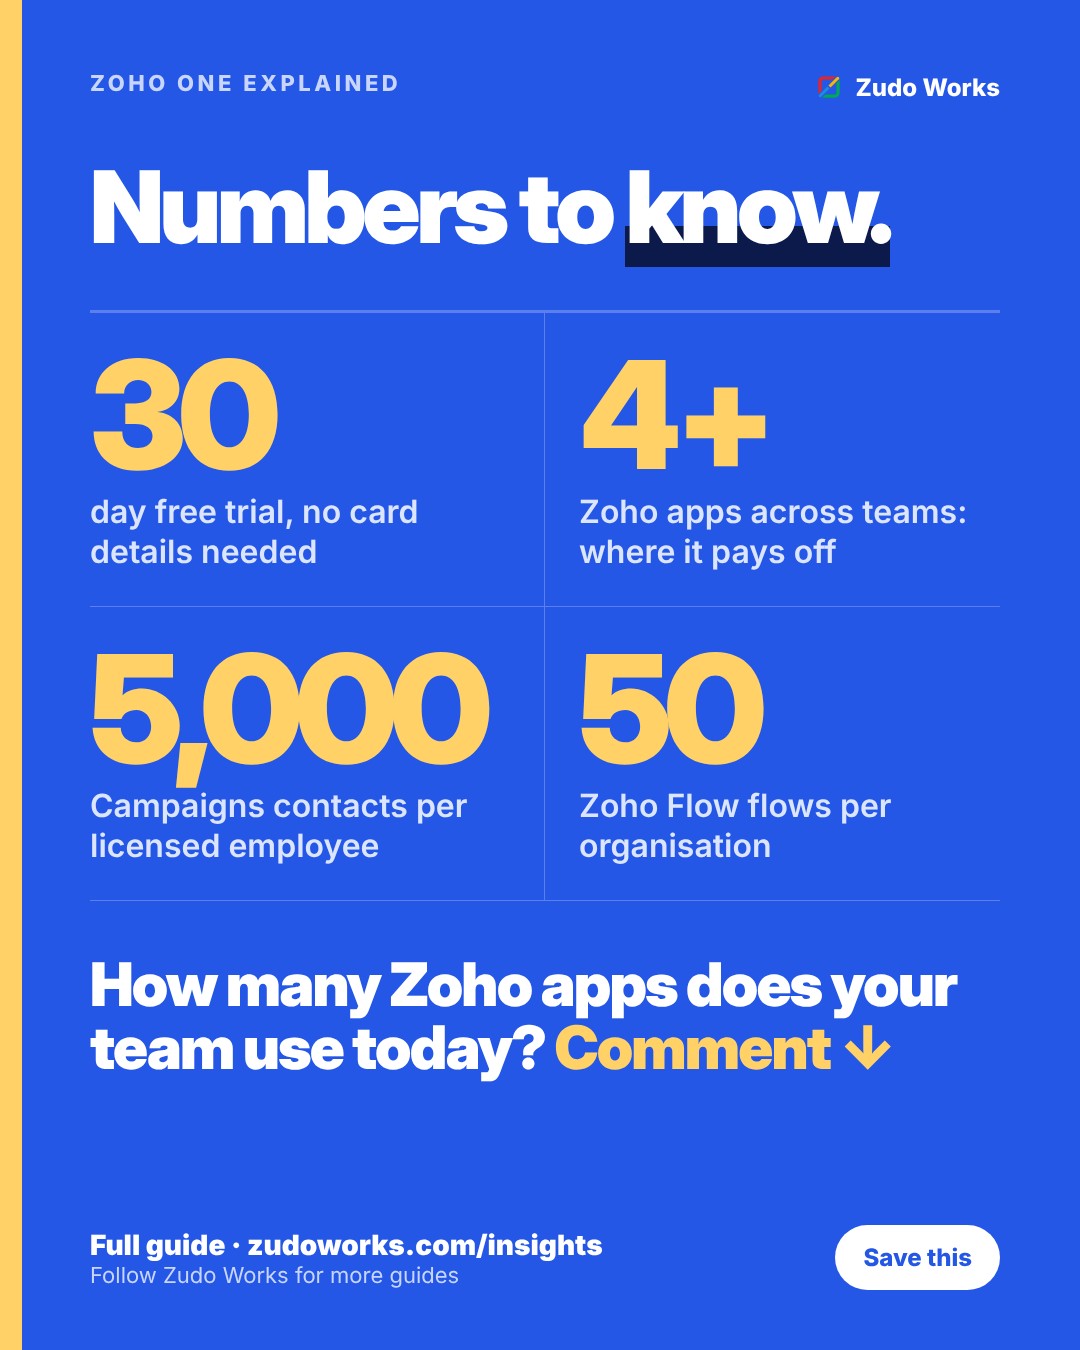 ZOHO ONE EXPLAINED
Zudo Works
Numbers to know.
30
day free trial, no card
details needed
4+
Zoho apps across teams:
where it pays off
5,000
Campaigns contacts per
licensed employee
50
Zoho Flow flows per
organisation
How many Zoho apps does your
team use today? Comment ↓
Full guide · zudoworks.com/insights
Follow Zudo Works for more guides
Save this